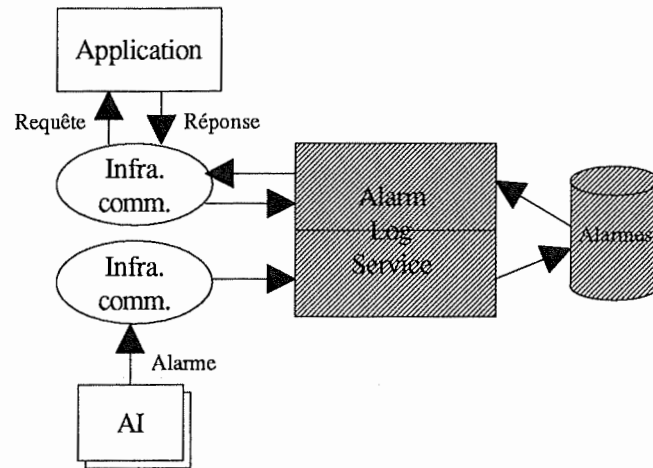 Application
Requête
Réponse
Infra.
comm.
Alarm
Log
Service
Alarmes
Infra.
comm.
Alarme
AI